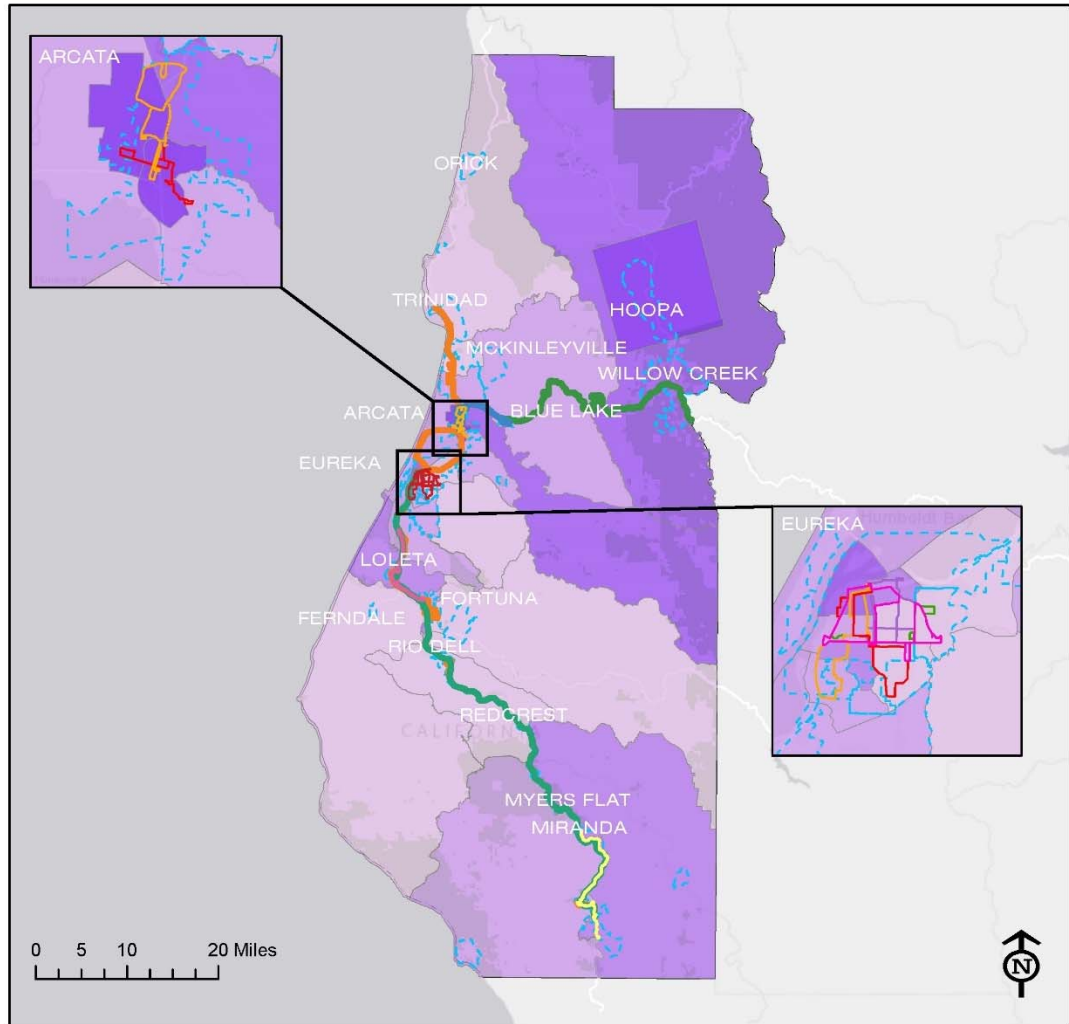 ARCATA
ORICK
TRINIDAD
HOOPA
MCKINLEYVILLE
WILLOW CREEK
ARCATA
BLUE LAKE
EUREKA
EUREKA
Humboldt Bay
LOLETA
FORTUNA
FERNDALE
RIO DELL
REDCREST
CALIFORNIA
MYERS FLAT
MIRANDA
0 5 10 20 Miles
N